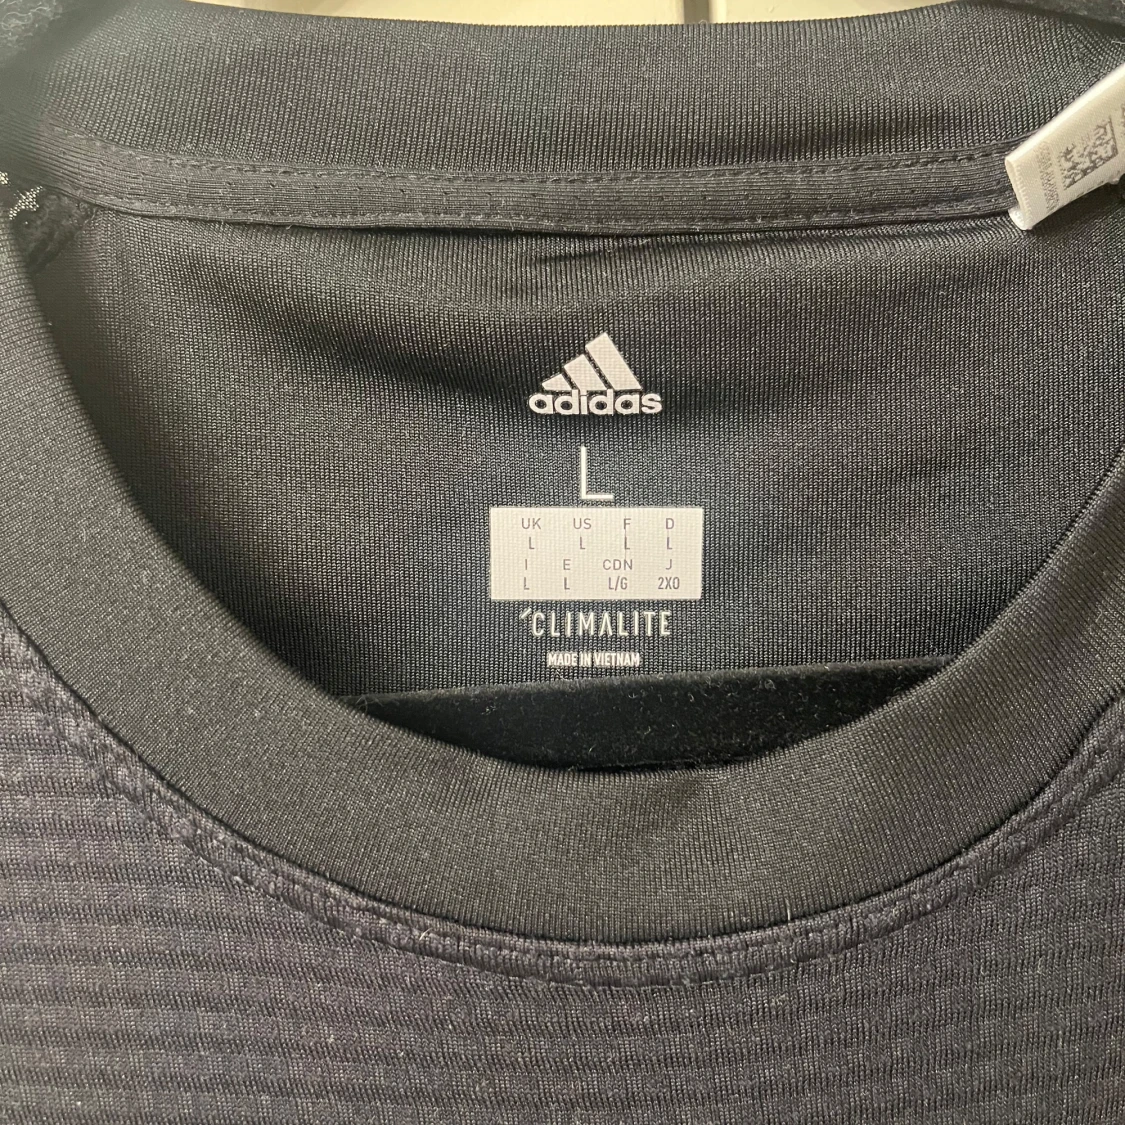 adidas
L
UK US F D
L L L L
I E CDN J
L L L/G 2XO
CLIMALITE
MADE IN VIETNAM